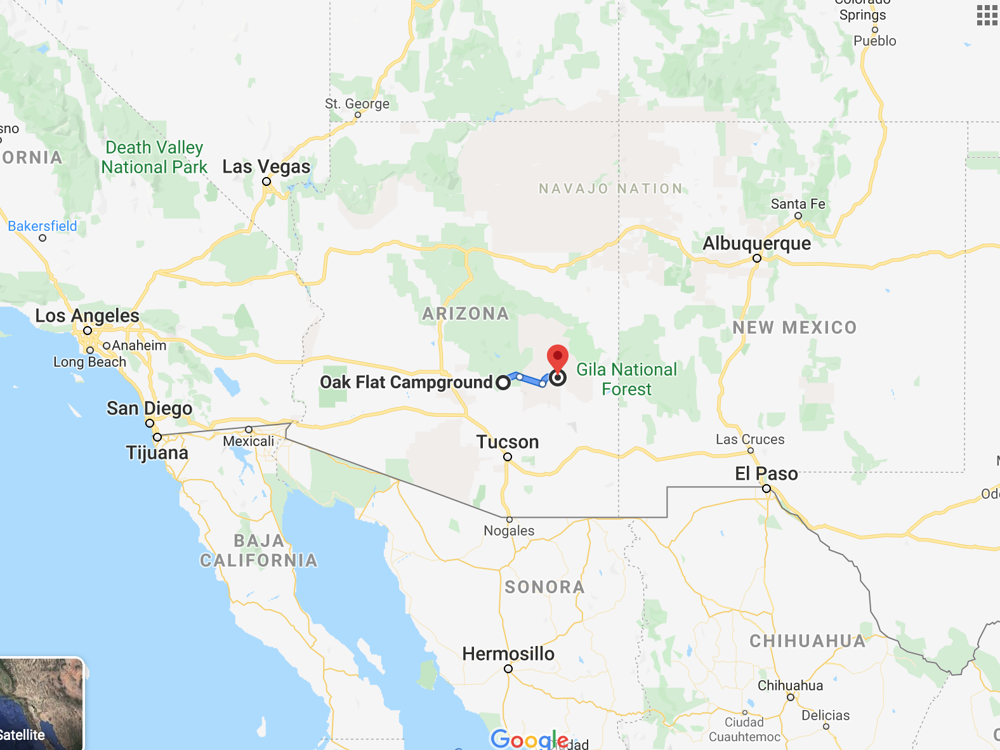 Colorado
Springs
Pueblo
St. George
sno
ORNIA
Death Valley
National Park
Las Vegas
NAVAJO NATION
Santa Fe
Bakersfield
Albuquerque
Los Angeles
ARIZONA
NEW MEXICO
Anaheim
Long Beach
Oak Flat Campground
Gila National
Forest
San Diego
Mexicali
Tijuana
Tucson
Las Cruces
El Paso
Ode
Nogales
BAJA
CALIFORNIA
SONORA
CHIHUAHUA
Hermosillo
Chihuahua
Delicias
Ciudad
Cuauhtemoc
Satellite
Google